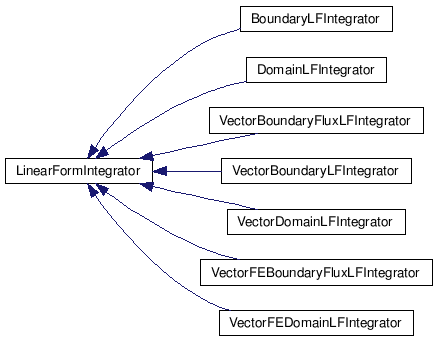 BoundaryLFIntegrator
DomainLFIntegrator
VectorBoundaryFluxLFIntegrator
LinearFormIntegrator
VectorBoundaryLFIntegrator
VectorDomainLFIntegrator
VectorFEBoundaryFluxLFIntegrator
VectorFEDomainLFIntegrator